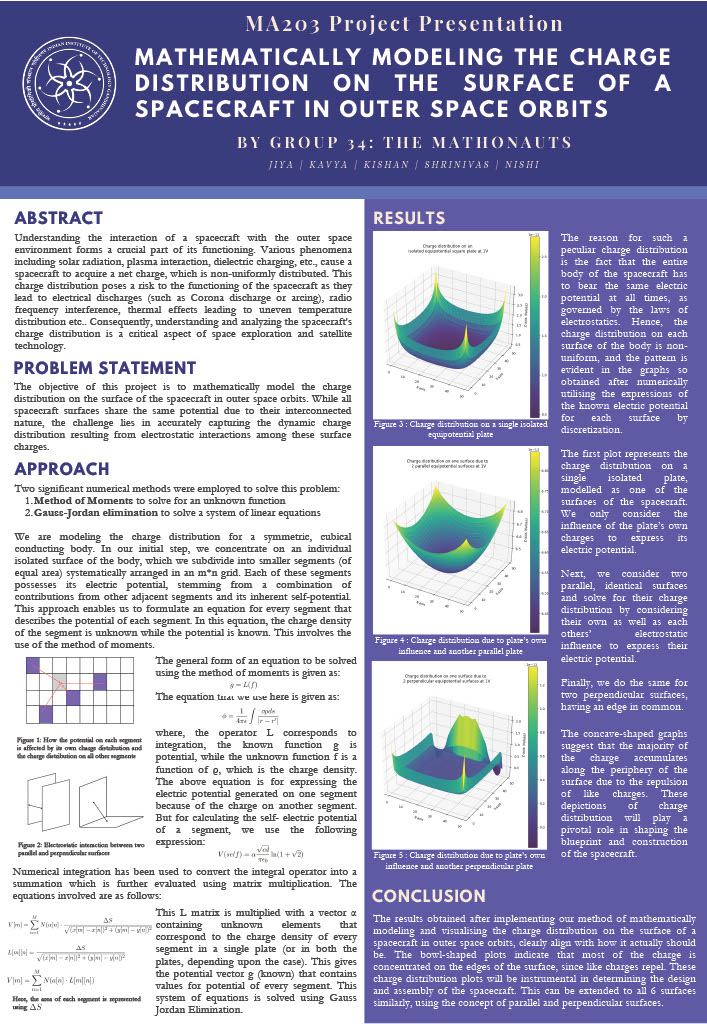 MA203 Project Presentation
MATHEMATICALLY MODELING THE CHARGE
DISTRIBUTION ON THE SURFACE OF A
SPACECRAFT IN OUTER SPACE ORBITS
BY GROUP 34: THE MATHONAUTS
JIYA | KAVYA | KISHAN | SHRINIVAS | NISHI
ABSTRACT
Understanding the interaction of a spacecraft with the outer space
environment forms a crucial part of its functioning. Various phenomena
including solar radiation, plasma interaction, dielectric charging, etc., cause a
spacecraft to acquire a net charge, which is non-uniformly distributed. This
charge distribution poses a risk to the functioning of the spacecraft as they
lead to electrical discharges (such as Corona discharge or arcing), radio
frequency interference, thermal effects leading to uneven temperature
distribution etc.. Consequently, understanding and analyzing the spacecraft's
charge distribution is a critical aspect of space exploration and satellite
technology.
PROBLEM STATEMENT
The objective of this project is to mathematically model the charge
distribution on the surface of the spacecraft in outer space orbits. While all
spacecraft surfaces share the same potential due to their interconnected
nature, the challenge lies in accurately capturing the dynamic charge
distribution resulting from electrostatic interactions among these surface
charges.
APPROACH
Two significant numerical methods were employed to solve this problem:
1. Method of Moments to solve for an unknown function
2. Gauss-Jordan elimination to solve a system of linear equations
We are modeling the charge distribution for a symmetric, cubical
conducting body. In our initial step, we concentrate on an individual
isolated surface of the body, which we subdivide into smaller segments (of
equal area) systematically arranged in an m*n grid. Each of these segments
possesses its electric potential, stemming from a combination of
contributions from other adjacent segments and its inherent self-potential.
This approach enables us to formulate an equation for every segment that
describes the potential of each segment. In this equation, the charge density
of the segment is unknown while the potential is known. This involves the
use of the method of moments.
Figure 1: How the potential on each segment
is affected by its own charge distribution and
the charge distribution on all other segments
Figure 2: Electrostatic interaction between two
parallel and perpendicular surfaces
The general form of an equation to be solved
using the method of moments is given as:
g = L(f)
The equation that we use here is given as:
where, the operator L corresponds to
integration, the known function g is
potential, while the unknown function f is a
function of g, which is the charge density.
The above equation is for expressing the
electric potential generated on one segment
because of the charge on another segment.
But for calculating the self- electric potential
of a segment, we use the following
expression:
V(self) = α √cd / πε₀ ln(1 + √2)
Numerical integration has been used to convert the integral operator into a
summation which is further evaluated using matrix multiplication. The
equations involved are as follows:
Here, the area of each segment is represented
using ΔS
This L matrix is multiplied with a vector α
containing unknown elements that
correspond to the charge density of every
segment in a single plate (or in both the
plates, depending upon the case). This gives
the potential vector g (known) that contains
values for potential of every segment. This
system of equations is solved using Gauss
Jordan Elimination.
RESULTS
Charge distribution on an
isolated equipotential square plate at 1V
Figure 3 : Charge distribution on a single isolated
equipotential plate
Charge distribution on one surface due to
2 parallel equipotential surfaces at 1V
Figure 4 : Charge distribution due to plate's own
influence and another parallel plate
Charge distribution on one surface due to
2 perpendicular equipotential surfaces at 1V
Figure 5 : Charge distribution due to plate's own
influence and another perpendicular plate
The reason for such a
peculiar charge distribution
is the fact that the entire
body of the spacecraft has
to bear the same electric
potential at all times, as
governed by the laws of
electrostatics. Hence, the
charge distribution on each
surface of the body is non-
uniform, and the pattern is
evident in the graphs so
obtained after numerically
utilising the expressions of
the known electric potential
for each surface by
discretization.
The first plot represents the
charge distribution on a
single isolated plate,
modelled as one of the
surfaces of the spacecraft.
We only consider the
influence of the plate's own
charges to express its
electric potential.
Next, we consider two
parallel, identical surfaces
and solve for their charge
distribution by considering
their own as well as each
others' electrostatic
influence to express their
electric potential.
Finally, we do the same for
two perpendicular surfaces,
having an edge in common.
The concave-shaped graphs
suggest that the majority of
the charge accumulates
along the periphery of the
surface due to the repulsion
of like charges. These
depictions of charge
distribution will play a
pivotal role in shaping the
blueprint and construction
of the spacecraft.
CONCLUSION
The results obtained after implementing our method of mathematical
modeling and visualising the charge distribution on the surface of a
spacecraft in outer space orbits, clearly align with how it actually should
be. The bowl-shaped plots indicate that most of the charge is
concentrated on the edges of the surface, since like charges repel. These
charge distribution plots will be instrumental in determining the design
and assembly of the spacecraft. This can be extended to all 6 surfaces
similarly, using the concept of parallel and perpendicular surfaces.